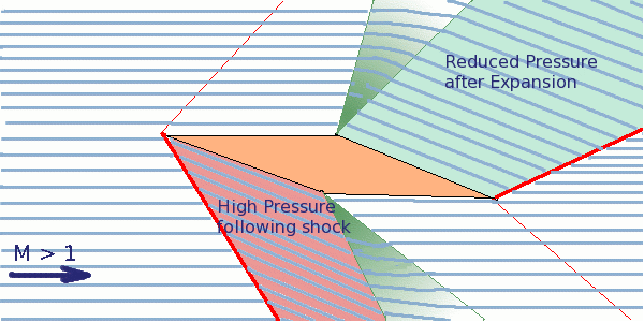 Reduced Pressure
after Expansion
High Pressure
following shock
M > 1